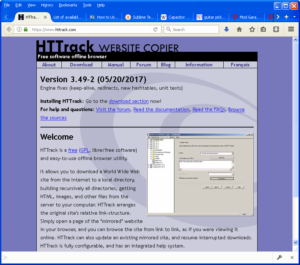 File Edit View History Bookmarks Tools Help
HTTrack
List of availabl
How to Us
Sublime Te
Capacitor
guitar pick
https://www.httrack.com
Search
HTTrack WEBSITE COPIER
Free software offline browser
About Download Manual Forum Blog Information Français
Version 3.49-2 (05/20/2017)
Engine fixes (keep-alive, redirects, new hashtables, unit tests)
Installing HTTrack: Go to the download section now!
For help and questions: Visit the forum, Read the documentation, Read the FAQs, Browse
the sources
Welcome
HTTrack is a free (GPL, libre/free software)
and easy-to-use offline browser utility.
It allows you to download a World Wide Web
site from the Internet to a local directory,
building recursively all directories, getting
HTML, images, and other files from the
server to your computer. HTTrack arranges
the original site's relative link-structure.
Simply open a page of the "mirrored" website
in your browser, and you can browse the site from link to link, as if you were viewing it
online. HTTrack can also update an existing mirrored site, and resume interrupted downloads.
HTTrack is fully configurable, and has an integrated help system.